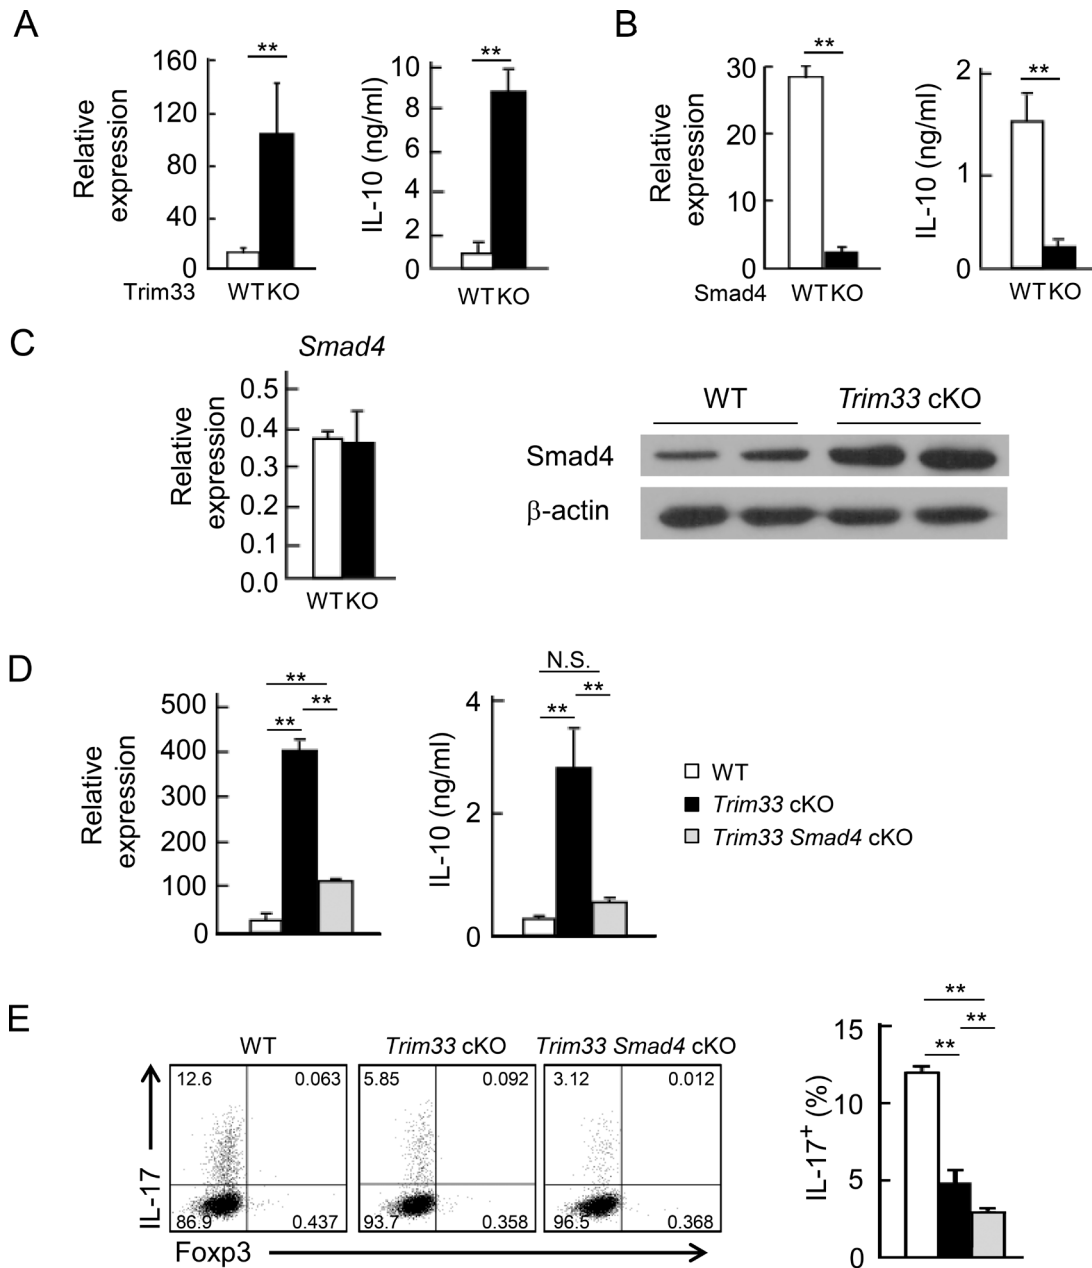 A
B
**
**
**
**
160
120
80
40
0
Relative
expression
10
8
6
4
2
0
IL-10 (ng/ml)
30
20
10
0
Relative
expression
2
1
0
IL-10 (ng/ml)
Trim33
WT KO
WT KO
Smad4
WT KO
WT KO
C
Smad4
0.5
0.4
0.3
0.2
0.1
0.0
Relative
expression
WT KO
WT
Trim33 cKO
Smad4
β-actin
D
**
**
**
500
400
300
200
100
0
Relative
expression
N.S.
**
**
4
2
0
IL-10 (ng/ml)
WT
Trim33 cKO
Trim33 Smad4 cKO
E
WT
Trim33 cKO
Trim33 Smad4 cKO
12.6
0.063
5.85
0.092
3.12
0.012
86.9
0.437
93.7
0.358
96.5
0.368
IL-17
Foxp3
**
**
**
15
10
5
0
IL-17+ (%)